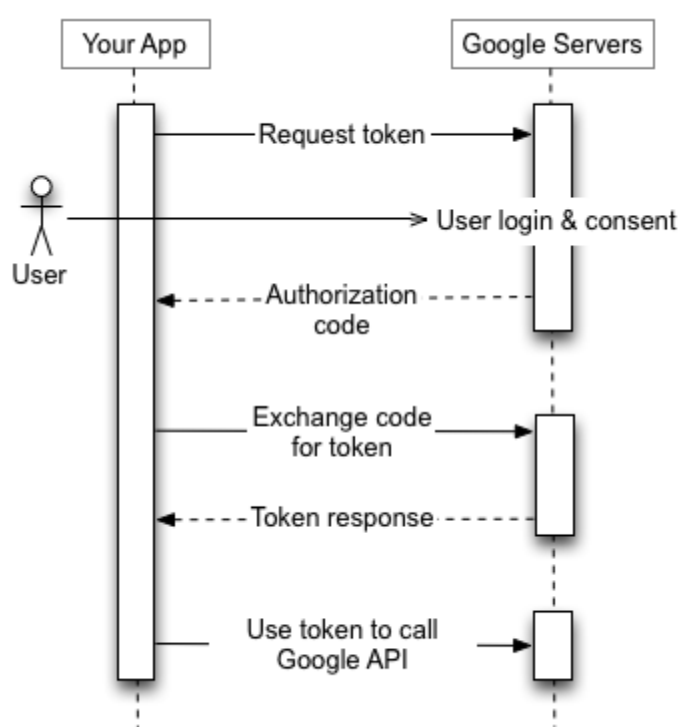 Your App
Google Servers
Request token
User login & consent
User
Authorization
code
Exchange code
for token
Token response
Use token to call
Google API